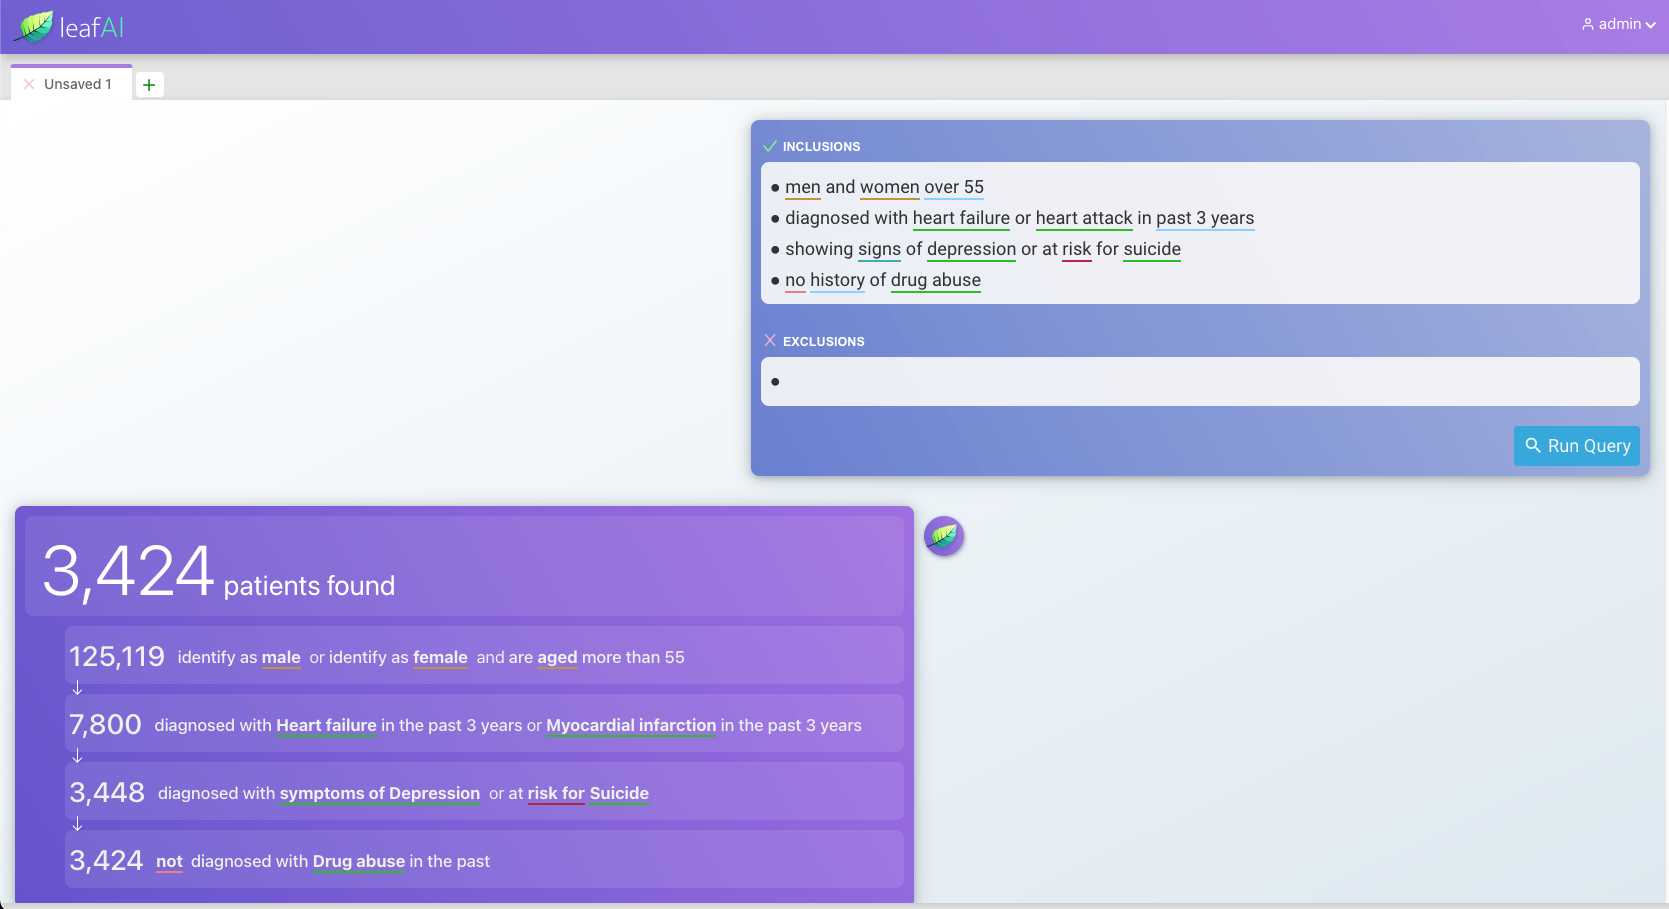 leafAI
admin
Unsaved 1
INCLUSIONS
● men and women over 55
● diagnosed with heart failure or heart attack in past 3 years
● showing signs of depression or at risk for suicide
● no history of drug abuse
EXCLUSIONS
●
Run Query
3,424 patients found
125,119 identify as male or identify as female and are aged more than 55
7,800 diagnosed with Heart failure in the past 3 years or Myocardial infarction in the past 3 years
3,448 diagnosed with symptoms of Depression or at risk for Suicide
3,424 not diagnosed with Drug abuse in the past